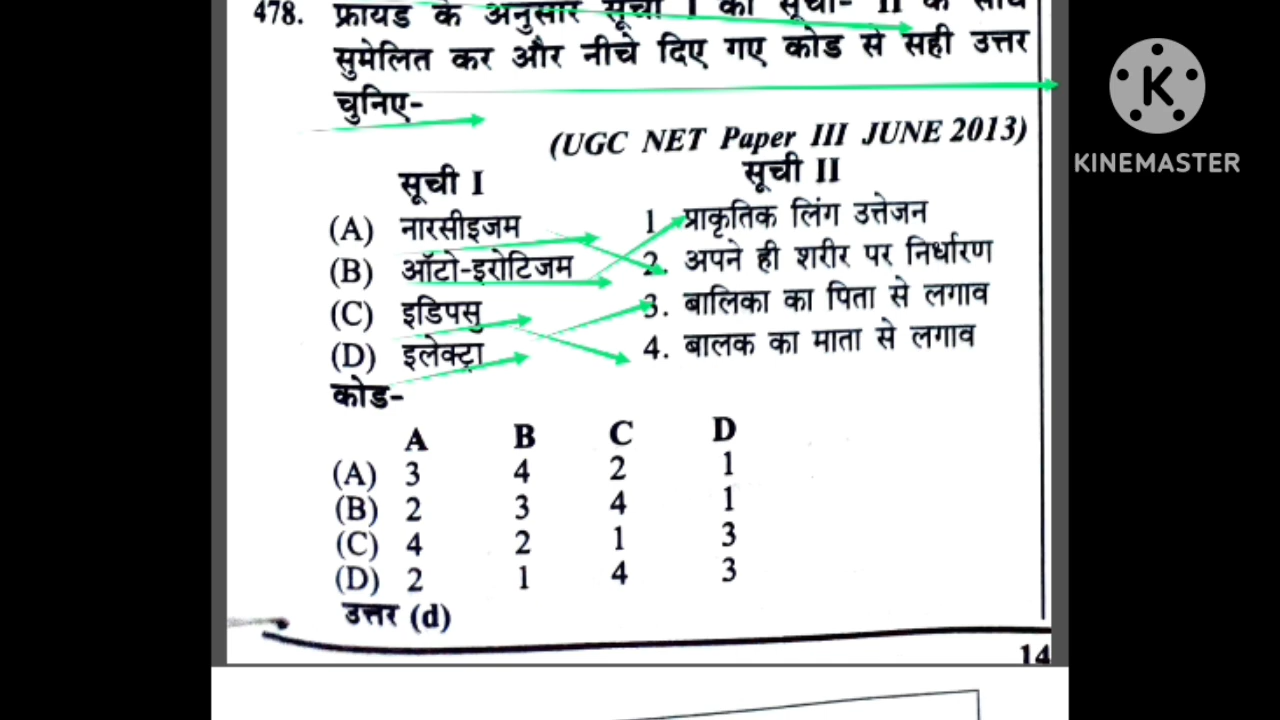 478. फ्रायड के अनुसार सूची I को सूची- II के साथ
सुमेलित कर और नीचे दिए गए कोड से सही उत्तर
चुनिए-
(UGC NET Paper III JUNE 2013)
सूची I सूची II
(A) नारसीइजम 1 प्राकृतिक लिंग उत्तेजन
(B) ऑटो-इरोटिजम 2. अपने ही शरीर पर निर्धारण
(C) इडिपसु 3. बालिका का पिता से लगाव
(D) इलेक्ट्रा 4. बालक का माता से लगाव
कोड-
A B C D
(A) 3 4 2 1
(B) 2 3 4 1
(C) 4 2 1 3
(D) 2 1 4 3
उत्तर (d)
14
K
KINEMASTER